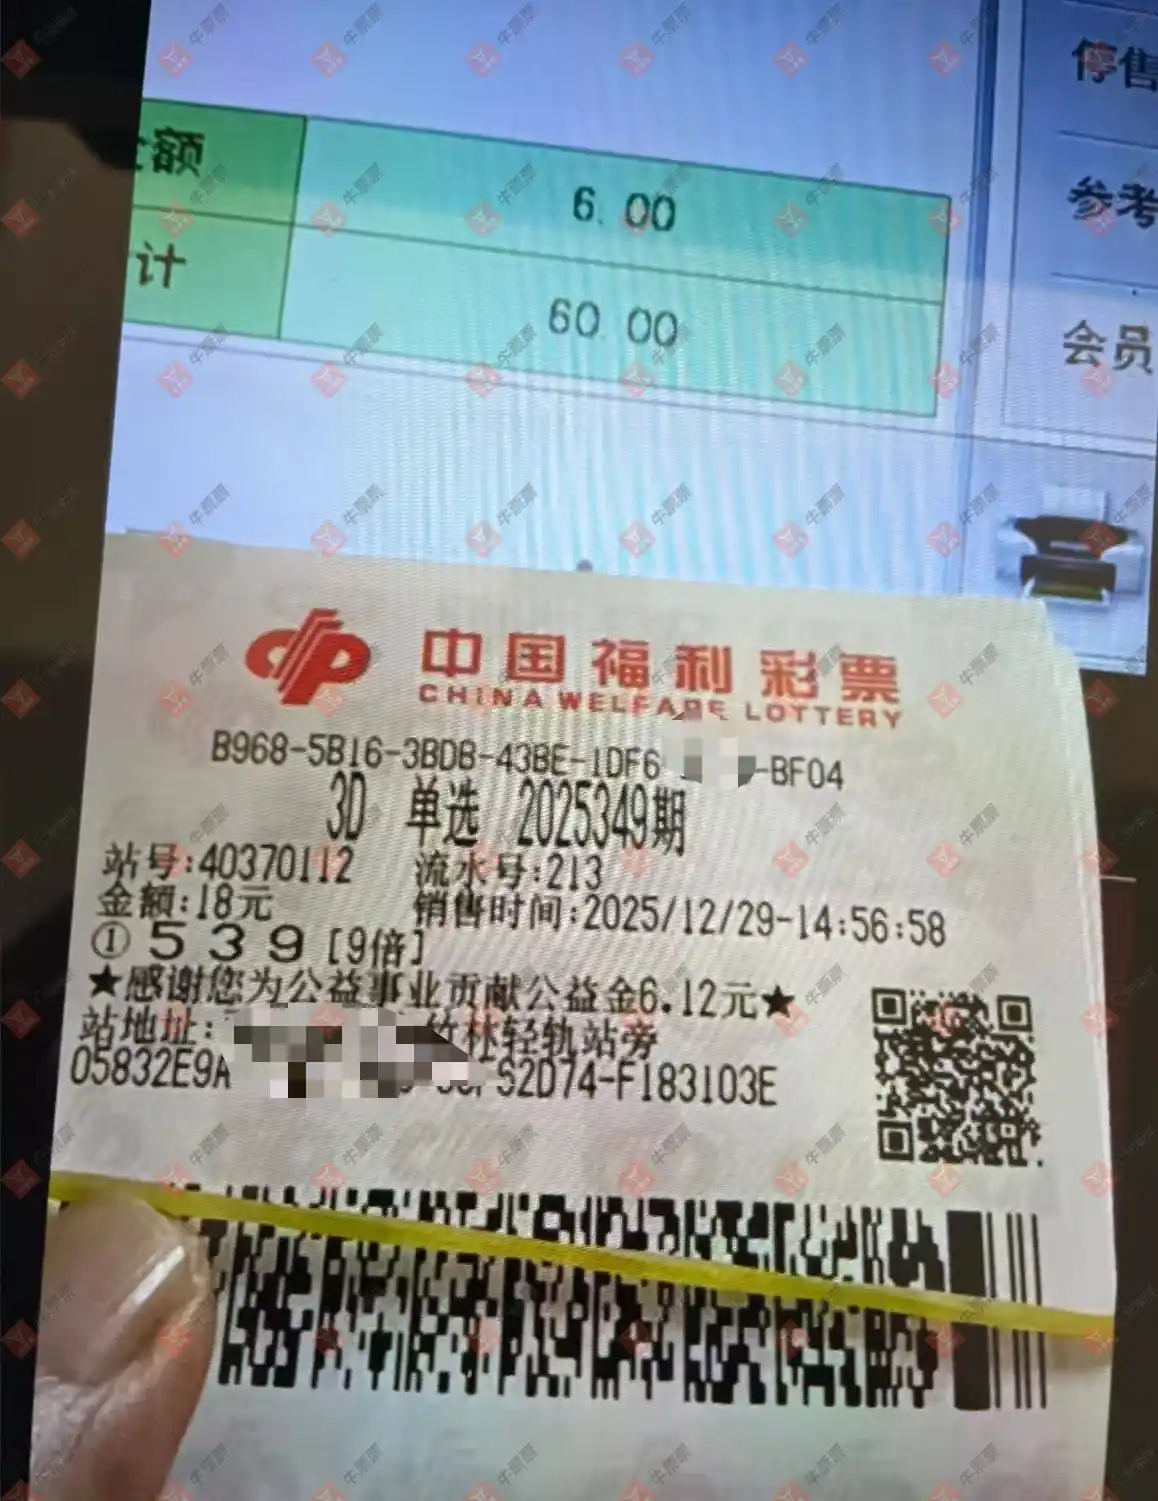 停售
额
6.00
参考
计
60.00
会员
中国福利彩票
CHINA WELFARE LOTTERY
B968-5B16-3BDB-43BE-1DF6 -BF04
3D 单选 2025349期
站号:40370112 流水号:213
金额:18元 销售时间:2025/12/29-14:56:58
① 5 3 9 [9倍]
★感谢您为公益事业贡献公益金6.12元★
站地址: 竹林轻轨站旁
05832E9A S2D74-F183103E
牛票票